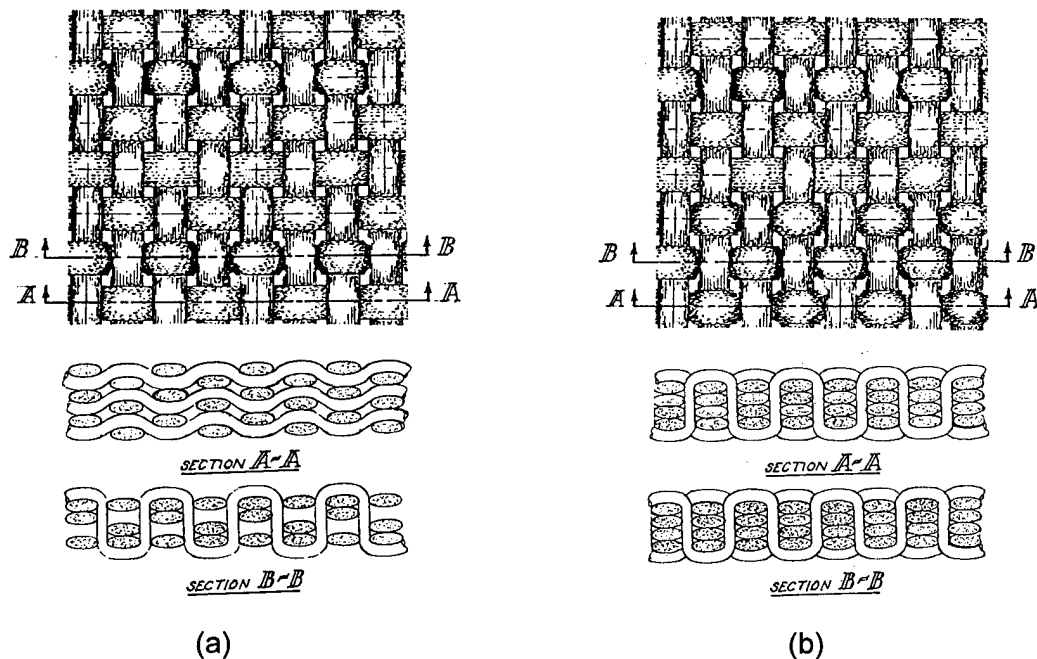 B B B B
A A A A
SECTION A-A SECTION A-A
SECTION B-B SECTION B-B
(a) (b)